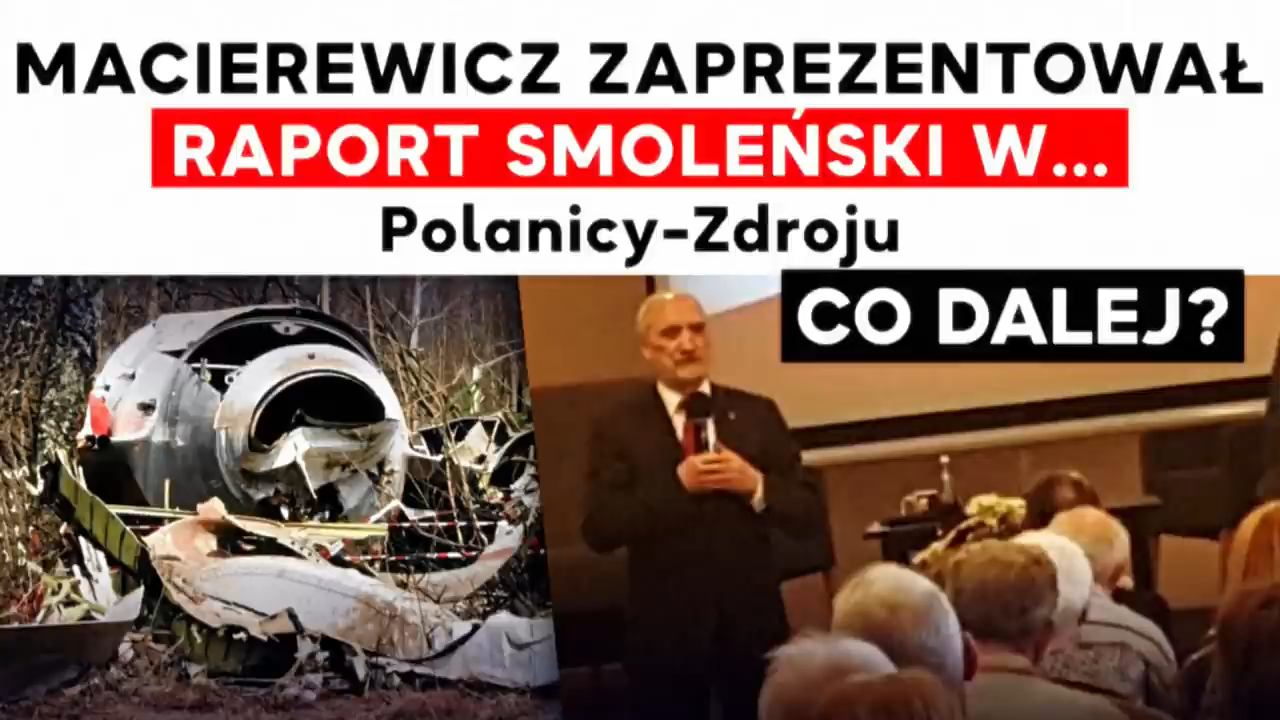 MACIEREWICZ ZAPREZENTOWAŁ
RAPORT SMOLEŃSKI W...
Polanicy-Zdroju
CO DALEJ?